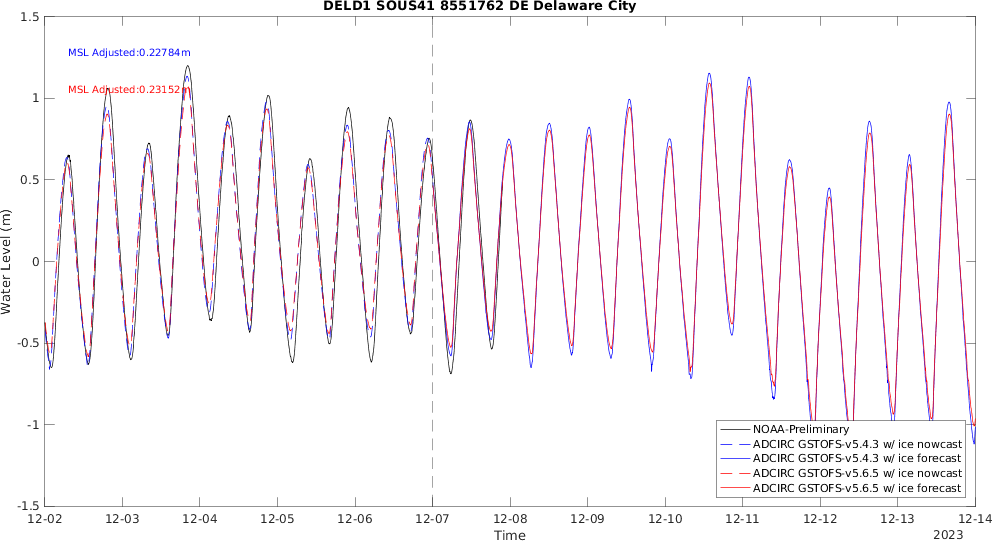 DELD1 SOUS41 8551762 DE Delaware City
1.5
1
0.5
0
-0.5
-1
-1.5
Water Level (m)
MSL Adjusted:0.22784m
MSL Adjusted:0.23152m
NOAA-Preliminary
ADCIRC GSTOFS-v5.4.3 w/ ice nowcast
ADCIRC GSTOFS-v5.4.3 w/ ice forecast
ADCIRC GSTOFS-v5.6.5 w/ ice nowcast
ADCIRC GSTOFS-v5.6.5 w/ ice forecast
12-02 12-03 12-04 12-05 12-06 12-07 12-08 12-09 12-10 12-11 12-12 12-13 12-14
Time
2023